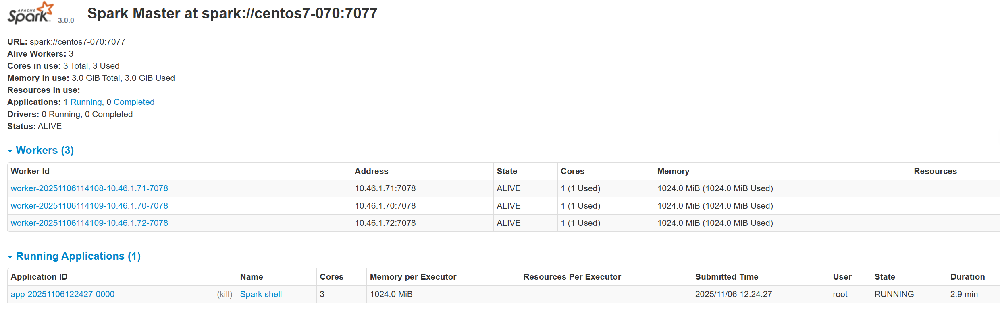 APACHE
Spark 3.0.0 Spark Master at spark://centos7-070:7077
URL: spark://centos7-070:7077
Alive Workers: 3
Cores in use: 3 Total, 3 Used
Memory in use: 3.0 GiB Total, 3.0 GiB Used
Resources in use:
Applications: 1 Running, 0 Completed
Drivers: 0 Running, 0 Completed
Status: ALIVE
Workers (3)
Worker Id Address State Cores Memory Resources
worker-20251106114108-10.46.1.71-7078 10.46.1.71:7078 ALIVE 1 (1 Used) 1024.0 MiB (1024.0 MiB Used)
worker-20251106114109-10.46.1.70-7078 10.46.1.70:7078 ALIVE 1 (1 Used) 1024.0 MiB (1024.0 MiB Used)
worker-20251106114109-10.46.1.72-7078 10.46.1.72:7078 ALIVE 1 (1 Used) 1024.0 MiB (1024.0 MiB Used)
Running Applications (1)
Application ID Name Cores Memory per Executor Resources Per Executor Submitted Time User State Duration
app-20251106122427-0000 (kill) Spark shell 3 1024.0 MiB 2025/11/06 12:24:27 root RUNNING 2.9 min